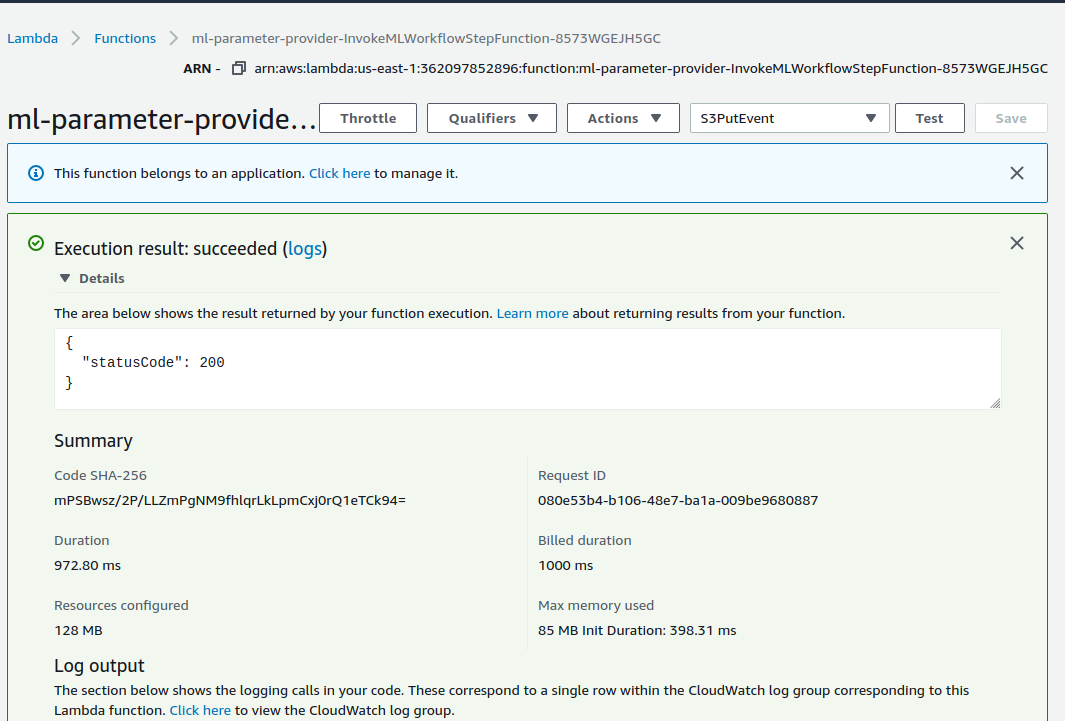 Lambda > Functions > ml-parameter-provider-InvokeMLWorkflowStepFunction-8573WGEJH5GC
ARN - arn:aws:lambda:us-east-1:362097852896:function:ml-parameter-provider-InvokeMLWorkflowStepFunction-8573WGEJH5GC
ml-parameter-provide... Throttle Qualifiers Actions S3PutEvent Test Save
This function belongs to an application. Click here to manage it.
Execution result: succeeded (logs)
Details
The area below shows the result returned by your function execution. Learn more about returning results from your function.
{
"statusCode": 200
}
Summary
Code SHA-256 Request ID
mPSBwsz/2P/LLZmPgNM9fhlqrLkLpmCxj0rQ1eTCk94= 080e53b4-b106-48e7-ba1a-009be9680887
Duration Billed duration
972.80 ms 1000 ms
Resources configured Max memory used
128 MB 85 MB Init Duration: 398.31 ms
Log output
The section below shows the logging calls in your code. These correspond to a single row within the CloudWatch log group corresponding to this
Lambda function. Click here to view the CloudWatch log group.